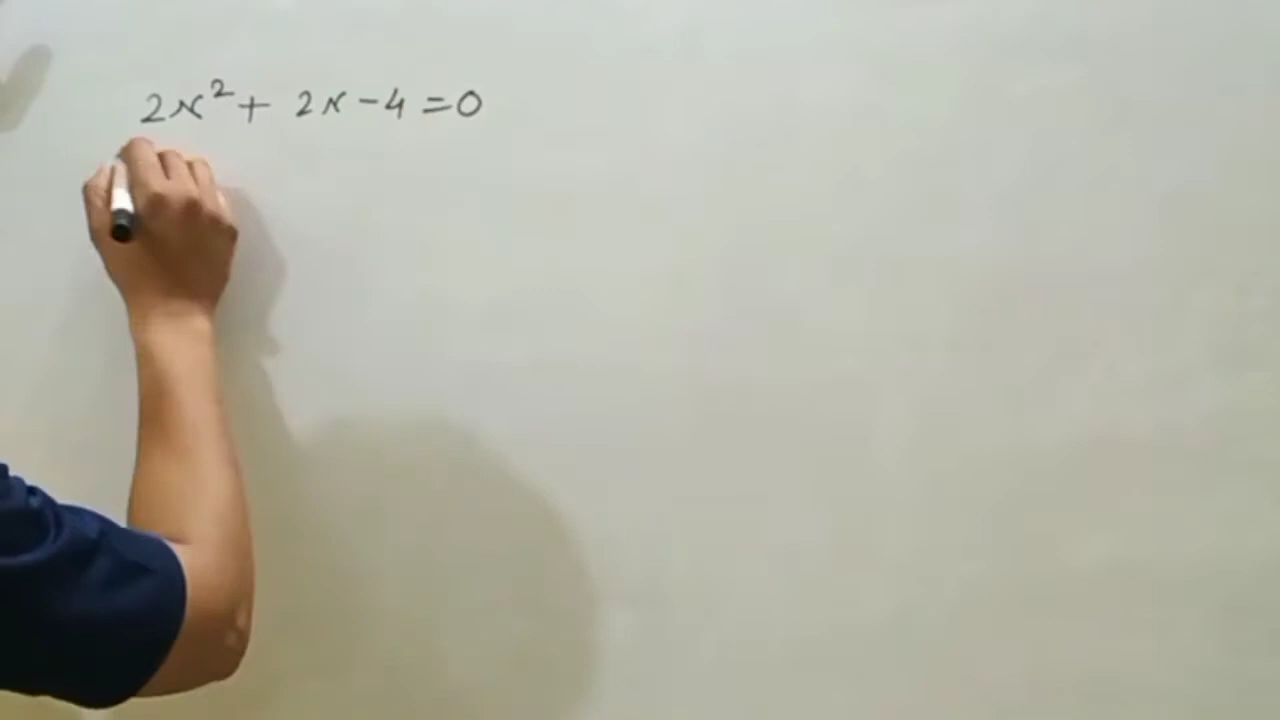 2x² + 2x - 4 = 0